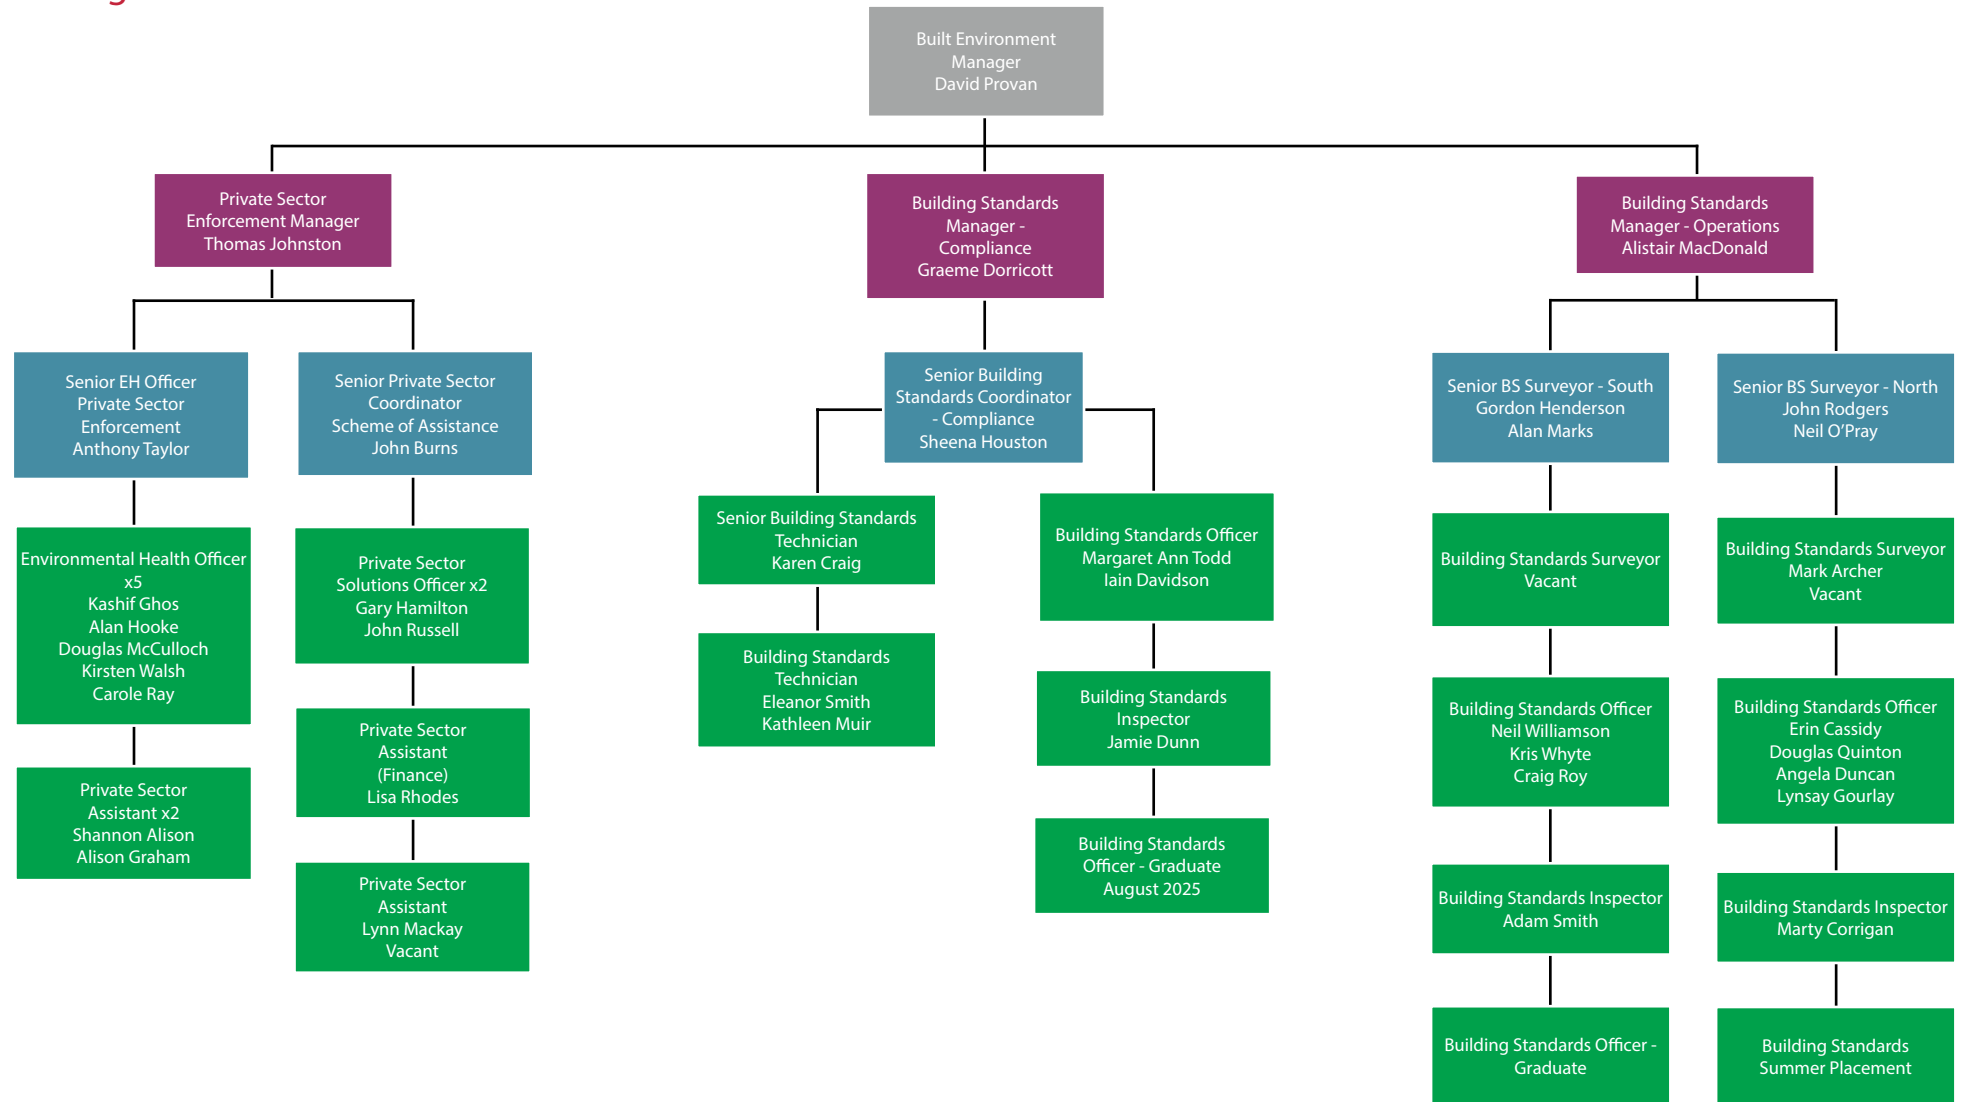 Built Environment
Manager
David Provan
Private Sector
Enforcement Manager
Thomas Johnston
Building Standards
Manager -
Compliance
Graeme Dorricott
Building Standards
Manager - Operations
Alistair MacDonald
Senior EH Officer
Private Sector
Enforcement
Anthony Taylor
Senior Private Sector
Coordinator
Scheme of Assistance
John Burns
Senior Building
Standards Coordinator
- Compliance
Sheena Houston
Senior BS Surveyor - South
Gordon Henderson
Alan Marks
Senior BS Surveyor - North
John Rodgers
Neil O’Pray
Environmental Health Officer
x5
Kashif Ghos
Alan Hooke
Douglas McCulloch
Kirsten Walsh
Carole Ray
Private Sector
Assistant x2
Shannon Alison
Alison Graham
Private Sector
Solutions Officer x2
Gary Hamilton
John Russell
Private Sector
Assistant
(Finance)
Lisa Rhodes
Private Sector
Assistant
Lynn Mackay
Vacant
Senior Building Standards
Technician
Karen Craig
Building Standards
Technician
Eleanor Smith
Kathleen Muir
Building Standards Officer
Margaret Ann Todd
Iain Davidson
Building Standards
Inspector
Jamie Dunn
Building Standards
Officer - Graduate
August 2025
Building Standards Surveyor
Vacant
Building Standards Officer
Neil Williamson
Kris Whyte
Craig Roy
Building Standards Inspector
Adam Smith
Building Standards Officer -
Graduate
Building Standards Surveyor
Mark Archer
Vacant
Building Standards Officer
Erin Cassidy
Douglas Quinton
Angela Duncan
Lynsay Gourlay
Building Standards Inspector
Marty Corrigan
Building Standards
Summer Placement